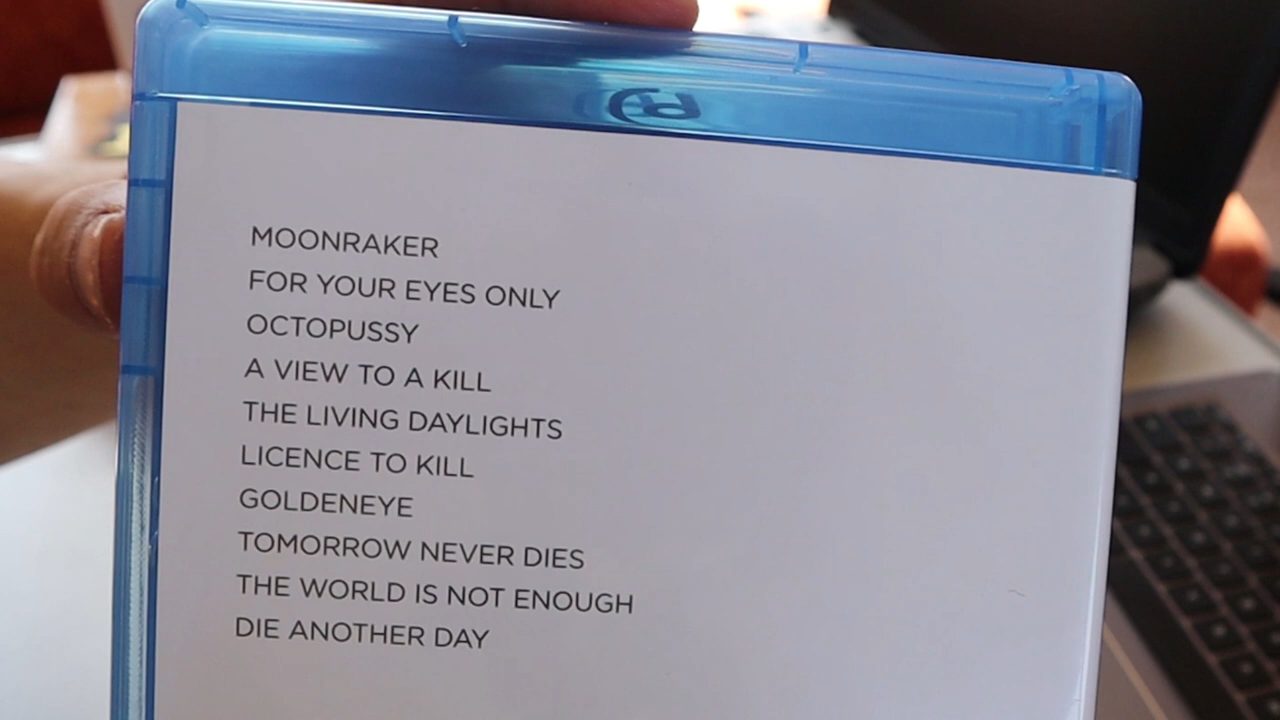 MOONRAKER
FOR YOUR EYES ONLY
OCTOPUSSY
A VIEW TO A KILL
THE LIVING DAYLIGHTS
LICENCE TO KILL
GOLDENEYE
TOMORROW NEVER DIES
THE WORLD IS NOT ENOUGH
DIE ANOTHER DAY